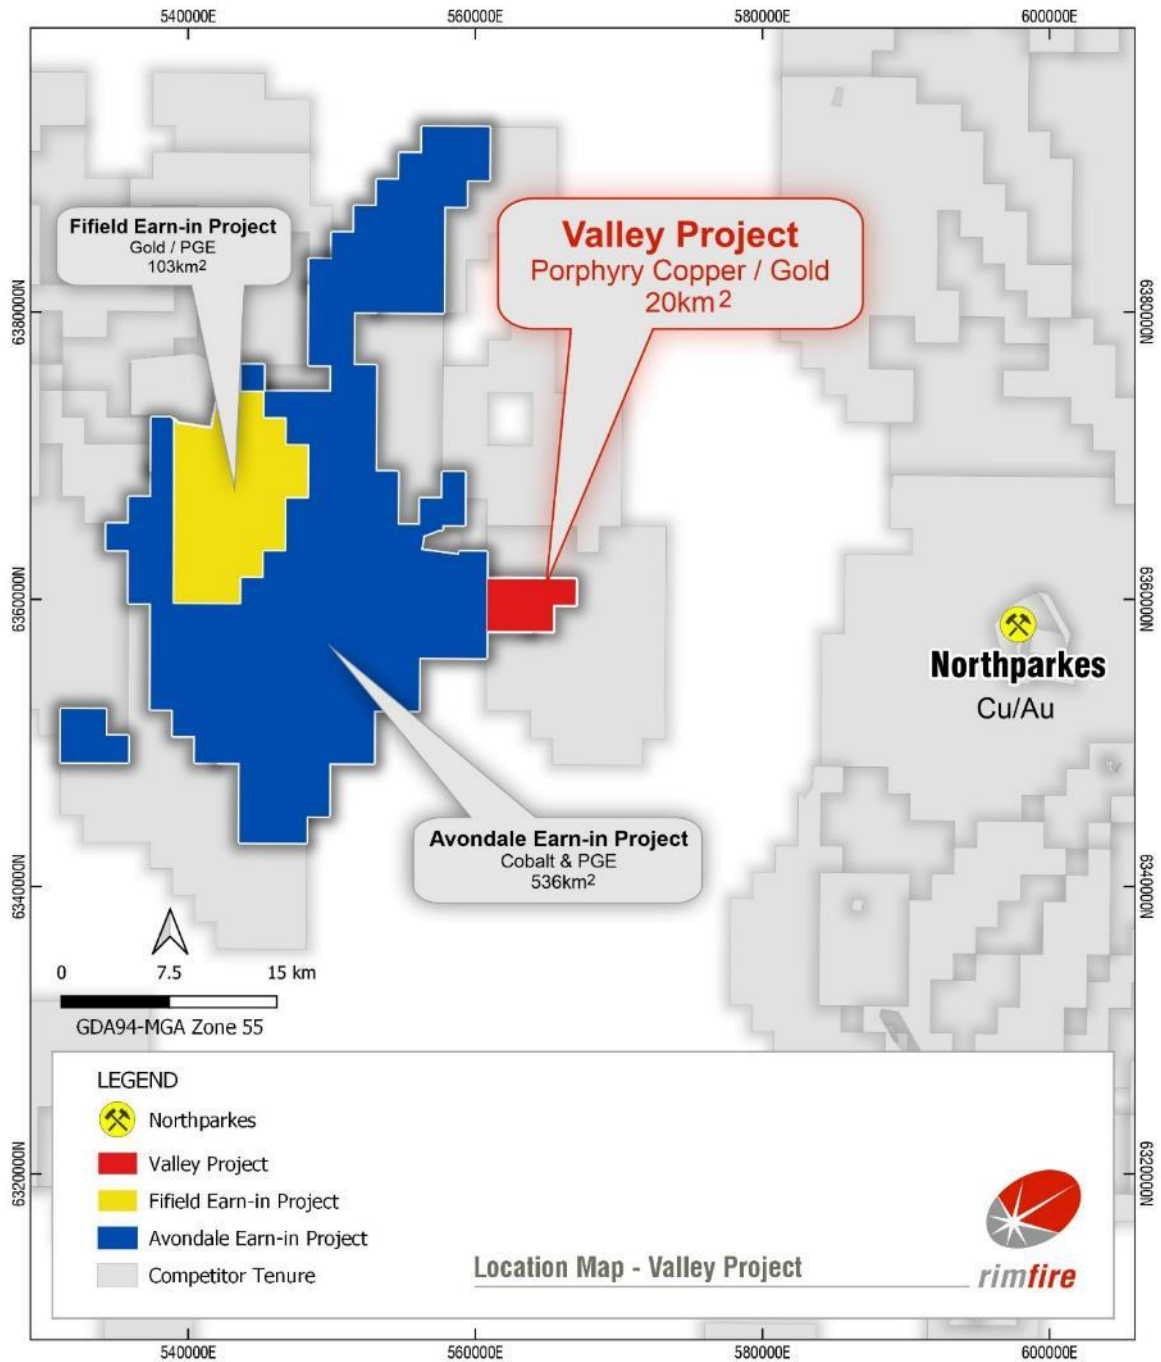 540000E
560000E
580000E
600000E
Fifield Earn-in Project
Gold / PGE
103km²
Valley Project
Porphyry Copper / Gold
20km²
6380000N
6380000N
6360000N
6360000N
Northparkes
Cu/Au
Avondale Earn-in Project
Cobalt & PGE
536km²
6340000N
6340000N
0 7.5 15 km
GDA94-MGA Zone 55
LEGEND
Northparkes
Valley Project
Fifield Earn-in Project
Avondale Earn-in Project
Competitor Tenure
Location Map - Valley Project
rimfire
6320000N
6320000N
540000E
560000E
580000E
600000E